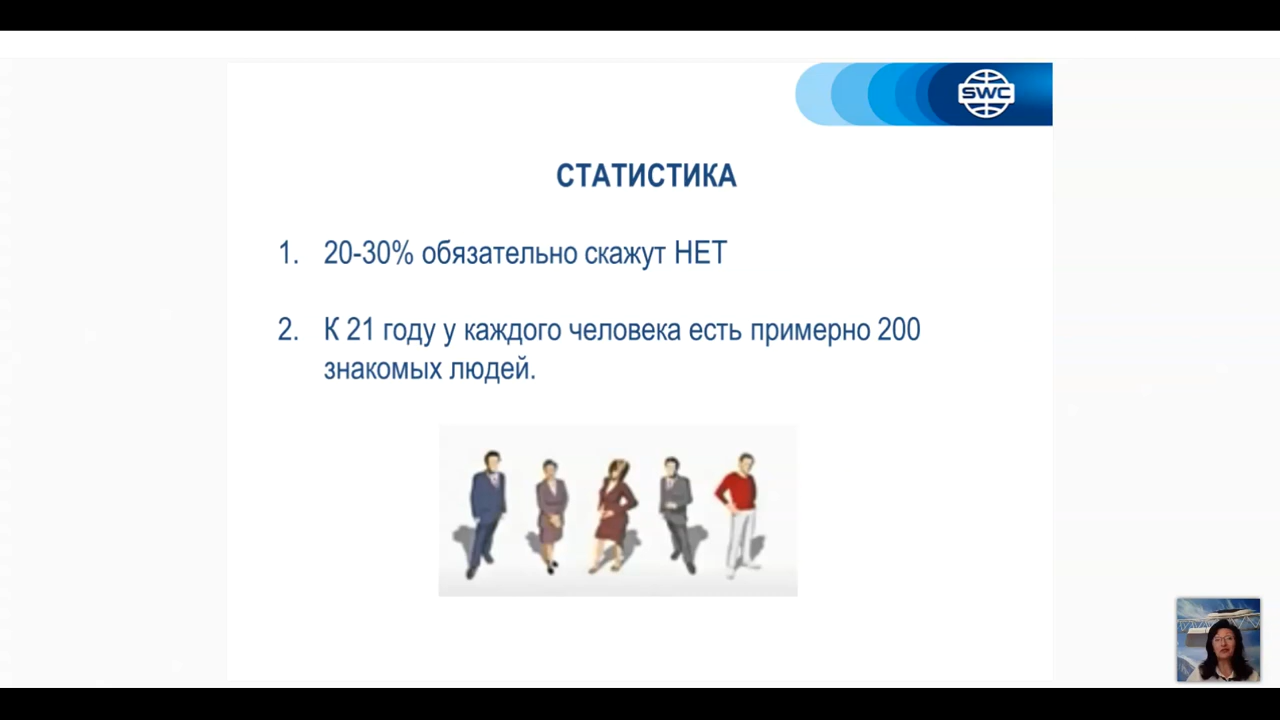 SWC
СТАТИСТИКА
1. 20-30% обязательно скажут НЕТ
2. К 21 году у каждого человека есть примерно 200
знакомых людей.